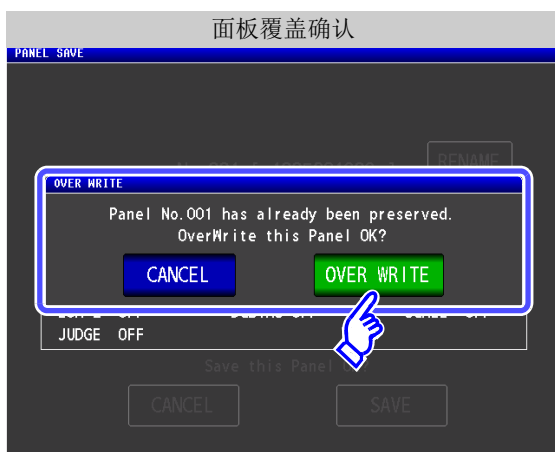 面板覆盖确认
PANEL SAVE
RENAME
OVER WRITE
Panel No.001 has already been preserved.
OverWrite this Panel OK?
CANCEL OVER WRITE
JUDGE OFF
Save this Panel
CANCEL SAVE